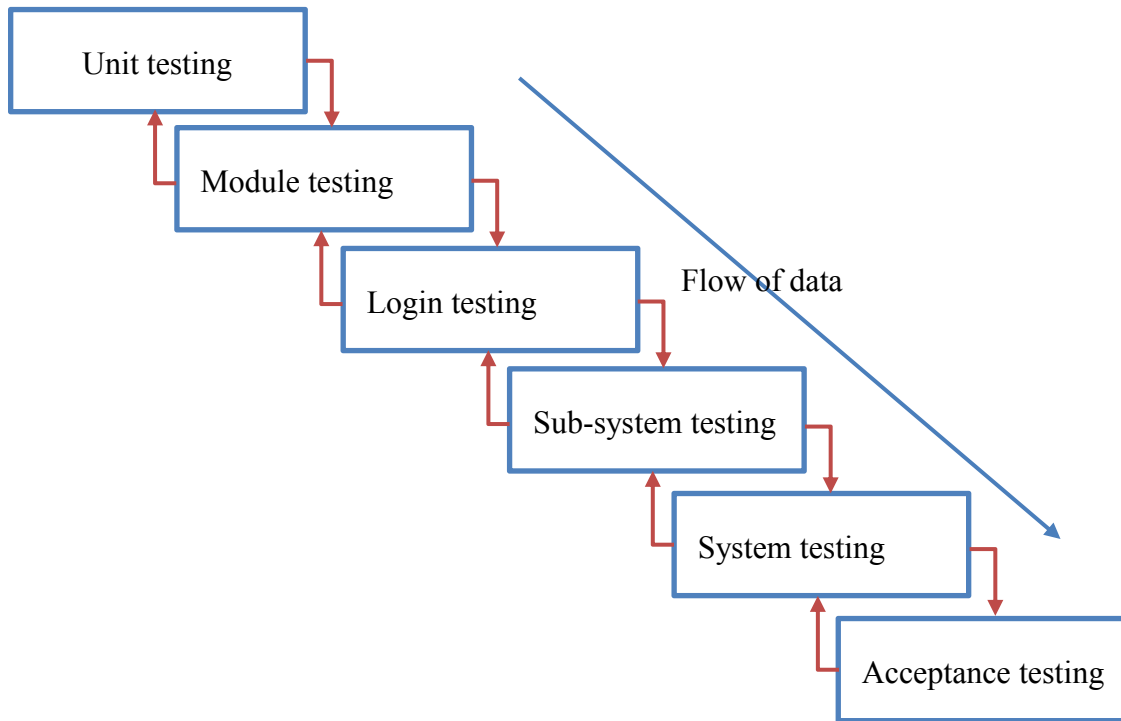 Unit testing
Module testing
Login testing
Flow of data
Sub-system testing
System testing
Acceptance testing